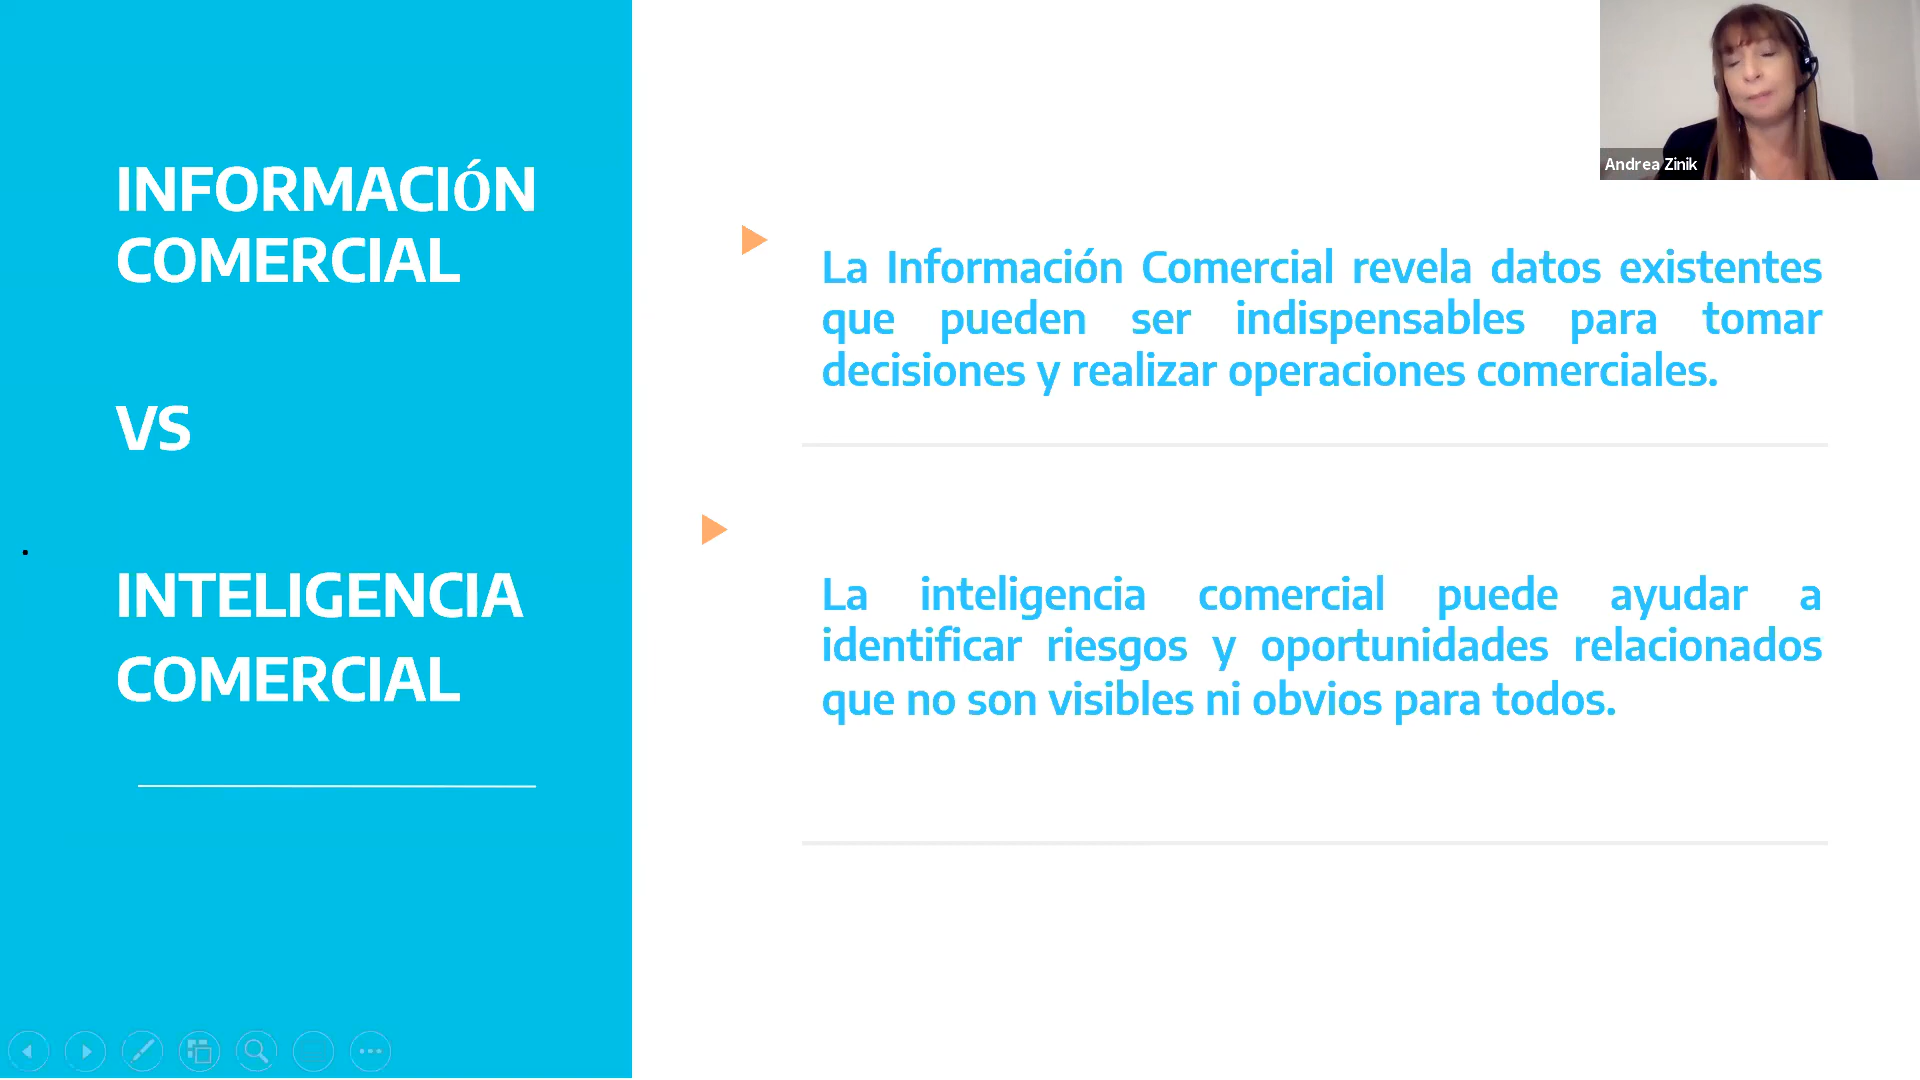 INFORMACIÓN
COMERCIAL
VS
INTELIGENCIA
COMERCIAL
La Información Comercial revela datos existentes
que pueden ser indispensables para tomar
decisiones y realizar operaciones comerciales.
La inteligencia comercial puede ayudar a
identificar riesgos y oportunidades relacionados
que no son visibles ni obvios para todos.
Andrea Zinik